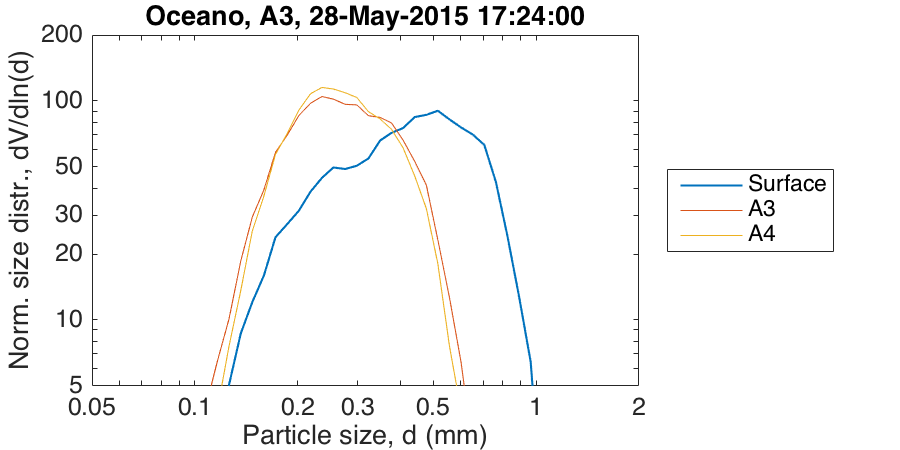 Oceano, A3, 28-May-2015 17:24:00
Norm. size distr., dV/dln(d)
200
100
50
30
20
10
5
0.05 0.1 0.2 0.3 0.5 1 2
Particle size, d (mm)
Surface
A3
A4